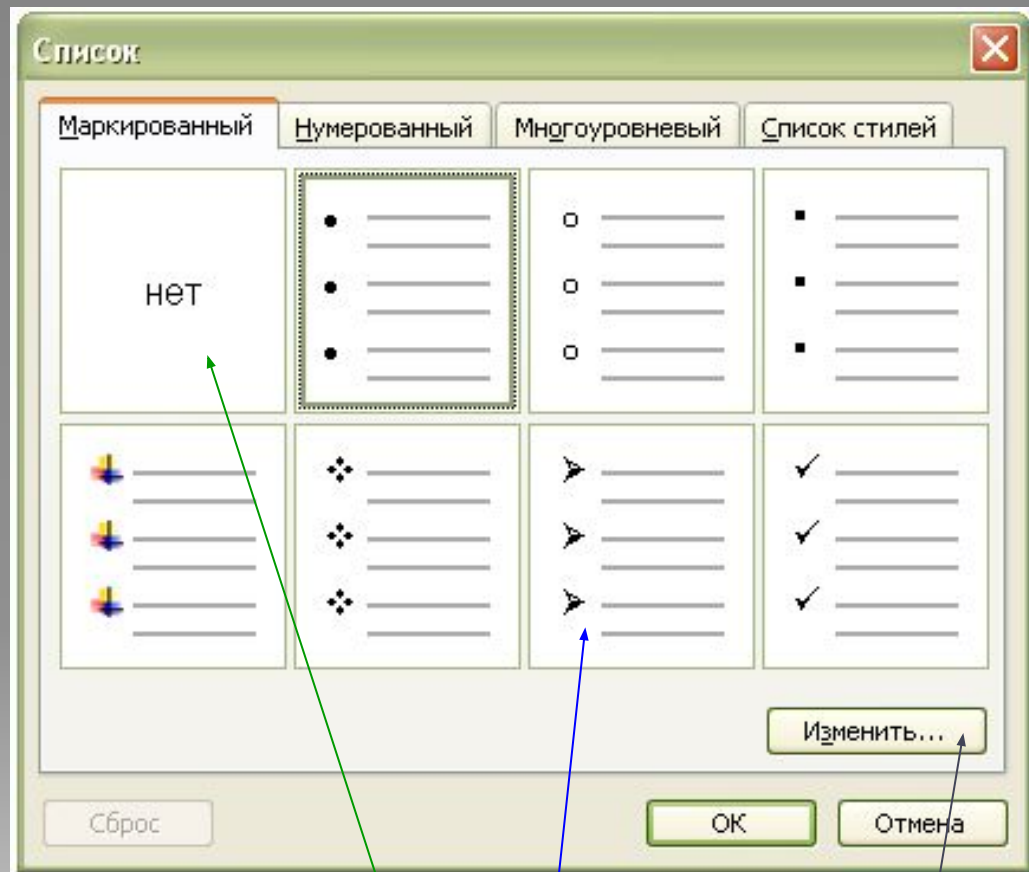 Список
Маркированный Нумерованный Многоуровневый Список стилей
нет
Изменить...
Сброс ОК Отмена